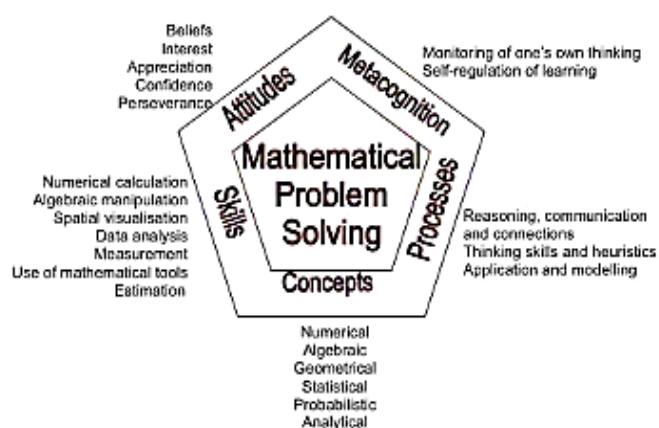 Beliefs
Interest
Appreciation
Confidence
Perseverance
Attitudes
Metacognition
Monitoring of one's own thinking
Self-regulation of learning
Mathematical
Problem
Solving
Numerical calculation
Algebraic manipulation
Spatial visualisation
Data analysis
Measurement
Use of mathematical tools
Estimation
Skills
Processes
Reasoning, communication
and connections
Thinking skills and heuristics
Application and modelling
Concepts
Numerical
Algebraic
Geometrical
Statistical
Probabilistic
Analytical